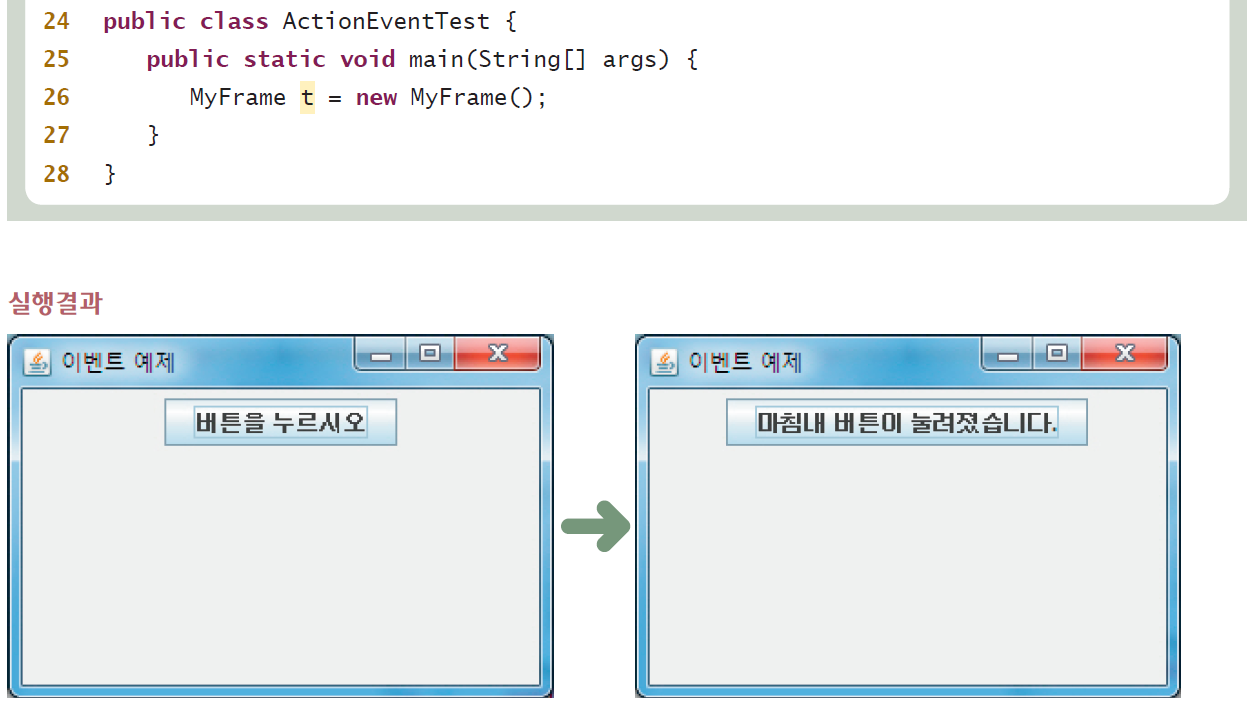 24 public class ActionEventTest {
25 public static void main(String[] args) {
26 MyFrame t = new MyFrame();
27 }
28 }
실행결과
이벤트 예제
버튼을 누르시오
이벤트 예제
마침내 버튼이 눌려졌습니다.